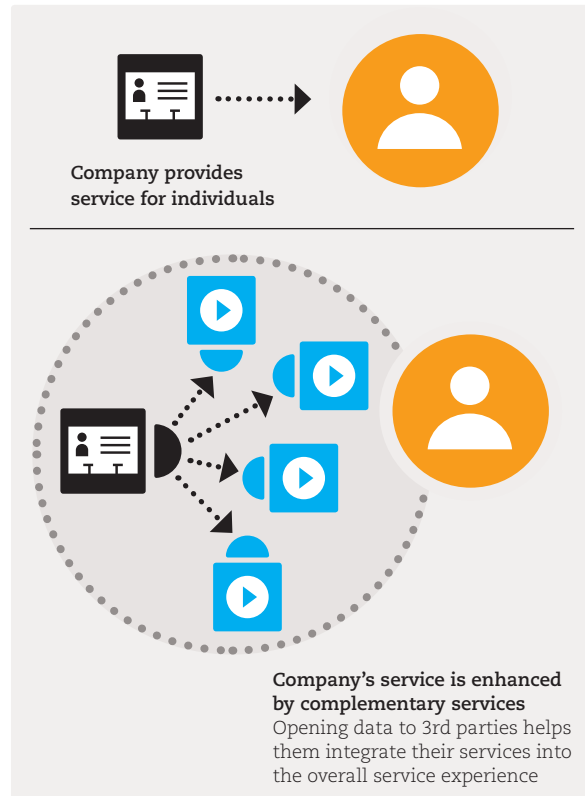 Company provides
service for individuals
Company’s service is enhanced
by complementary services
Opening data to 3rd parties helps
them integrate their services into
the overall service experience